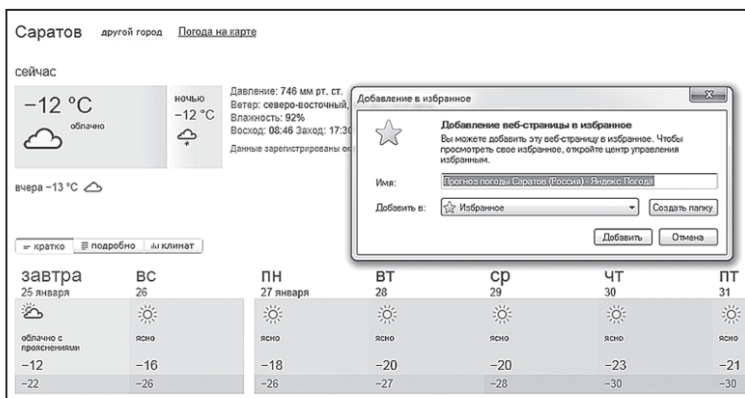 Саратов другой город Погода на карте
сейчас
−12 °C
облачно
ночью
−12 °C
Давление: 746 мм рт. ст.
Ветер: северо-восточный,
Влажность: 92%
Восход: 08:46 Заход: 17:30
Данные зарегистрированы
вчера −13 °C
Добавление в избранное
Добавление веб-страницы в избранное
Вы можете добавить эту веб-страницу в избранное. Чтобы
просмотреть свое избранное, откройте центр управления
избранным.
Имя: Прогноз погоды Саратов (Россия) - Яндекс.Погода
Добавить в: Избранное Создать папку
Добавить Отмена
кратко подробно климат
завтра вс пн вт ср чт пт
25 января 26 27 января 28 29 30 31
облачно с прояснениями ясно ясно ясно ясно ясно ясно
−12 −16 −18 −20 −20 −23 −21
−22 −26 −26 −27 −28 −30 −30